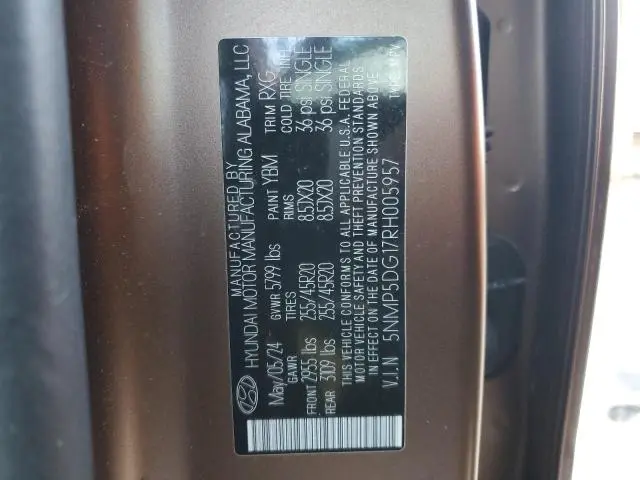 MANUFACTURED BY
HYUNDAI MOTOR MANUFACTURING ALABAMA, LLC
May/05/24 GVWR 5799 lbs PAINT YBM TRIM RXG
GAWR TIRES RIMS COLD TIRE INFL
FRONT 2955 lbs 255/45R20 8.5JX20 36 psi SINGLE
REAR 3109 lbs 255/45R20 8.5JX20 36 psi SINGLE
THIS VEHICLE CONFORMS TO ALL APPLICABLE U.S.A. FEDERAL
MOTOR VEHICLE SAFETY AND THEFT PREVENTION STANDARDS
IN EFFECT ON THE DATE OF MANUFACTURE SHOWN ABOVE
V.I.N 5NMP5DG17RH005957
MPV